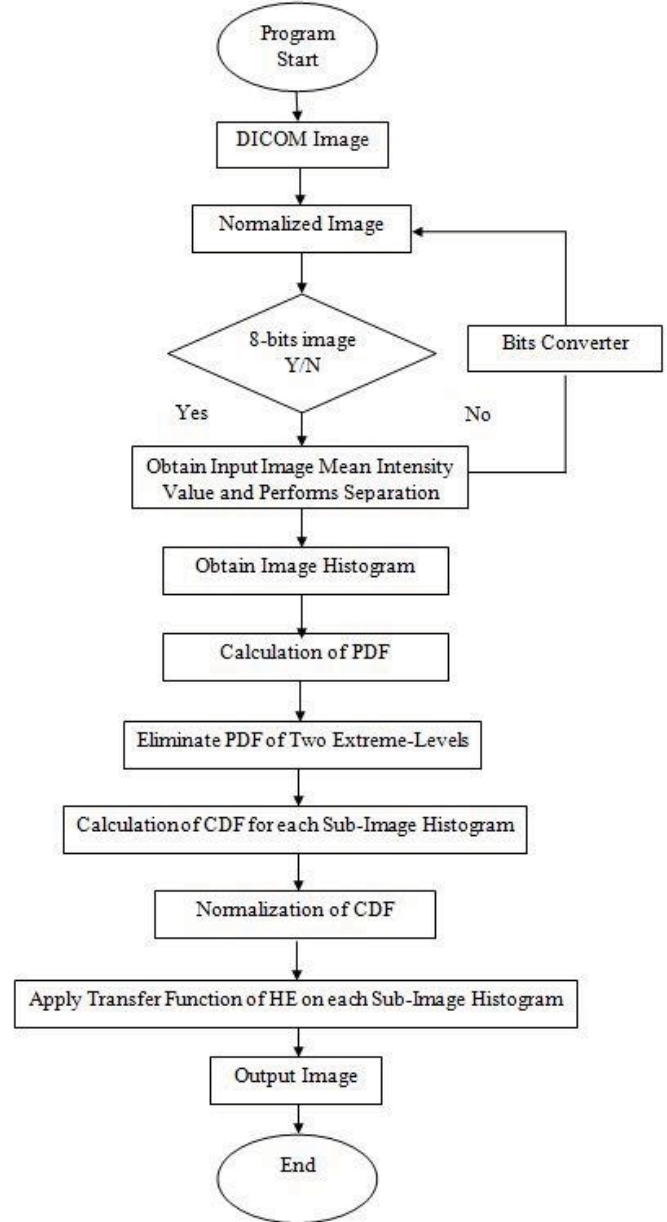 Program
Start
DICOM Image
Normalized Image
8-bits image
Y/N
Bits Converter
Yes
No
Obtain Input Image Mean Intensity
Value and Performs Separation
Obtain Image Histogram
Calculation of PDF
Eliminate PDF of Two Extreme-Levels
Calculation of CDF for each Sub-Image Histogram
Normalization of CDF
Apply Transfer Function of HE on each Sub-Image Histogram
Output Image
End